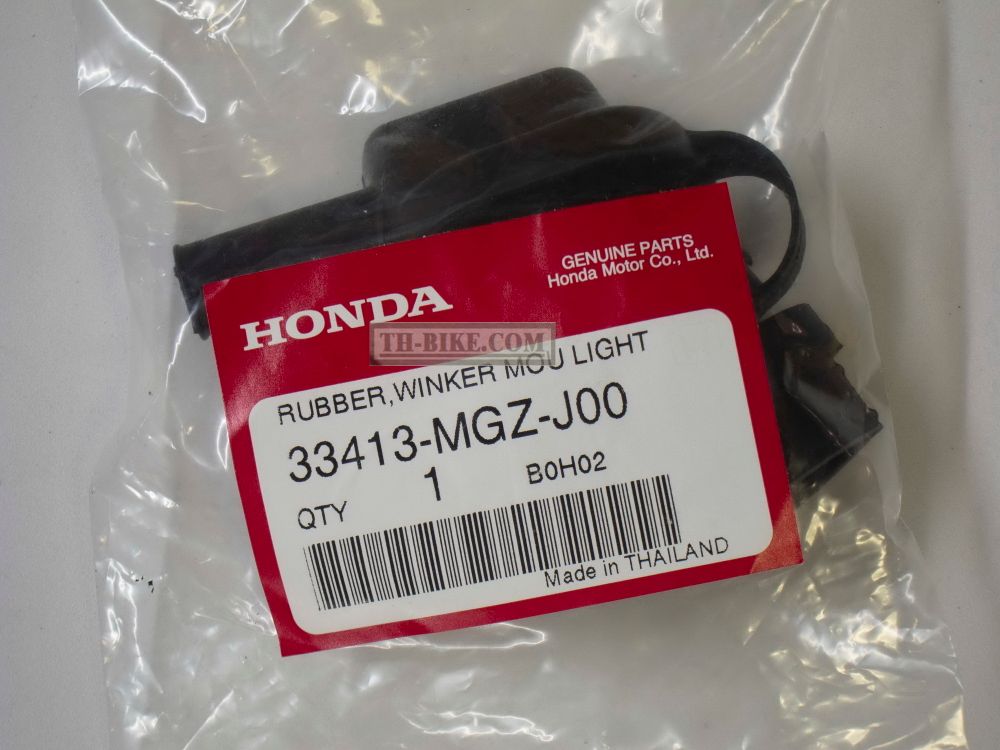 GENUINE PARTS
Honda Motor Co., Ltd.
HONDA
TH-BIKE.COM
RUBBER,WINKER MOU LIGHT
33413-MGZ-J00
QTY 1 B0H02
Made in THAILAND